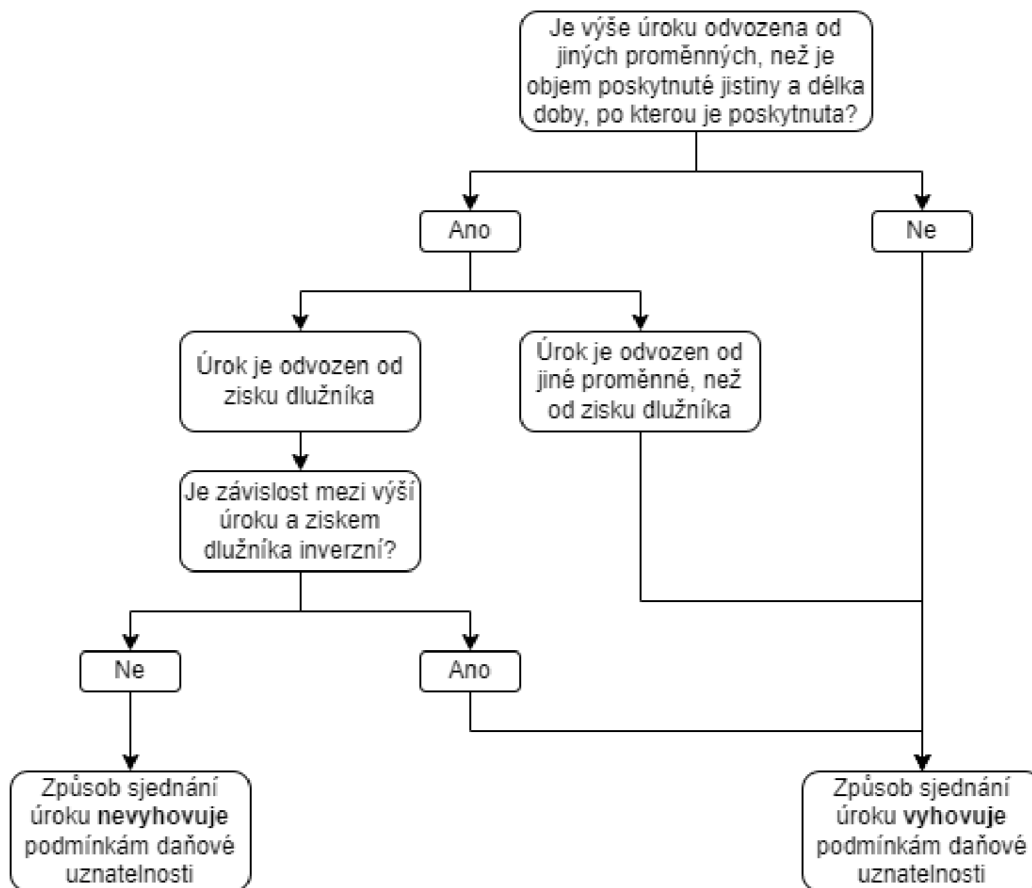 Je výše úroku odvozena od
jiných proměnných, než je
objem poskytnuté jistiny a délka
doby, po kterou je poskytnuta?
Ano
Ne
Úrok je odvozen od
zisku dlužníka
Úrok je odvozen od
jiné proměnné, než
od zisku dlužníka
Je závislost mezi výší
úroku a ziskem
dlužníka inverzní?
Ne
Ano
Způsob sjednání
úroku nevyhovuje
podmínkám daňové
uznatelnosti
Způsob sjednání
úroku vyhovuje
podmínkám daňové
uznatelnosti